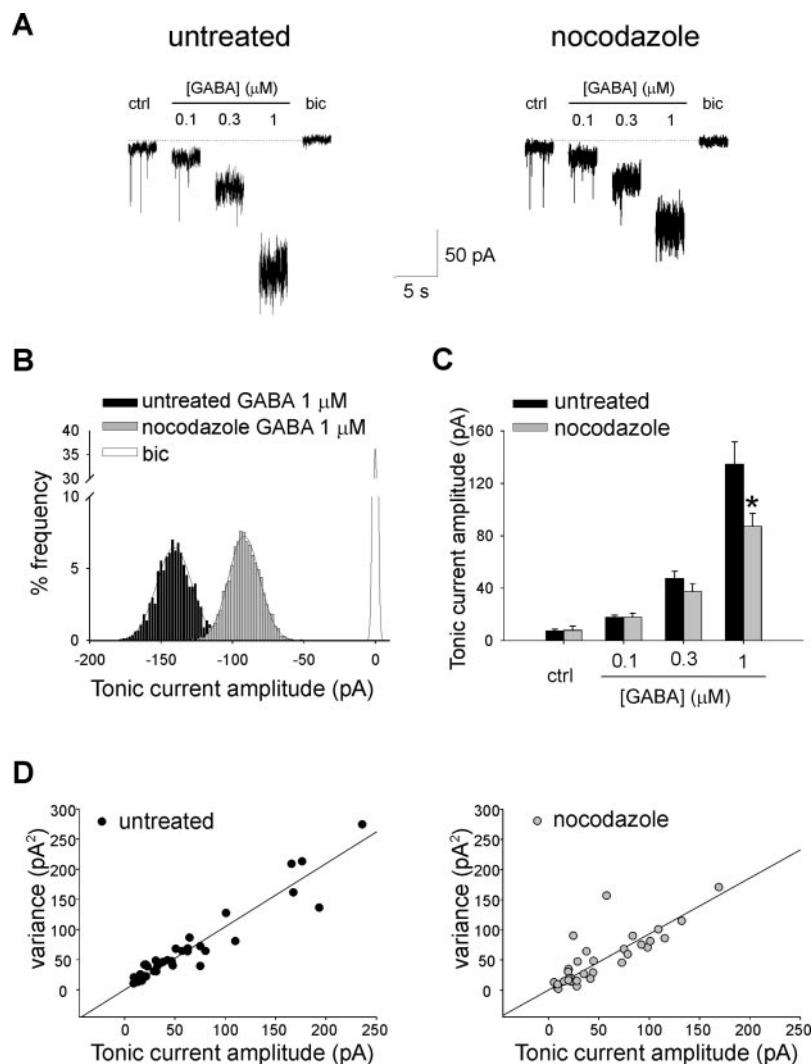 A
untreated
nocodazole
[GABA] (μM)
ctrl
0.1
0.3
1
bic
[GABA] (μM)
ctrl
0.1
0.3
1
bic
50 pA
5 s
B
untreated GABA 1 μM
nocodazole GABA 1 μM
bic
% frequency
40
35
30
10
5
0
-200
-150
-100
-50
0
Tonic current amplitude (pA)
C
untreated
nocodazole
Tonic current amplitude (pA)
160
120
80
40
0
*
ctrl
0.1
0.3
1
[GABA] (μM)
D
untreated
variance (pA²)
300
250
200
150
100
50
0
0
50
100
150
200
250
Tonic current amplitude (pA)
nocodazole
variance (pA²)
300
250
200
150
100
50
0
0
50
100
150
200
250
Tonic current amplitude (pA)